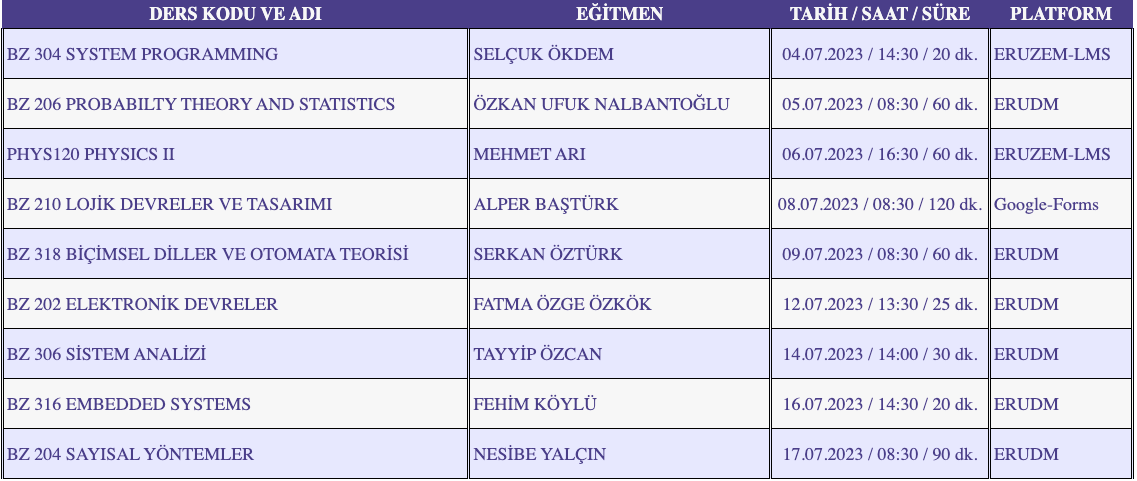 DERS KODU VE ADI EĞİTMEN TARİH / SAAT / SÜRE PLATFORM
BZ 304 SYSTEM PROGRAMMING SELÇUK ÖKDEM 04.07.2023 / 14:30 / 20 dk. ERUZEM-LMS
BZ 206 PROBABILTY THEORY AND STATISTICS ÖZKAN UFUK NALBANTOĞLU 05.07.2023 / 08:30 / 60 dk. ERUDM
PHYS120 PHYSICS II MEHMET ARI 06.07.2023 / 16:30 / 60 dk. ERUZEM-LMS
BZ 210 LOJİK DEVRELER VE TASARIMI ALPER BAŞTÜRK 08.07.2023 / 08:30 / 120 dk. Google-Forms
BZ 318 BİÇİMSEL DİLLER VE OTOMATA TEORİSİ SERKAN ÖZTÜRK 09.07.2023 / 08:30 / 60 dk. ERUDM
BZ 202 ELEKTRONİK DEVRELER FATMA ÖZGE ÖZKÖK 12.07.2023 / 13:30 / 25 dk. ERUDM
BZ 306 SİSTEM ANALİZİ TAYYİP ÖZCAN 14.07.2023 / 14:00 / 30 dk. ERUDM
BZ 316 EMBEDDED SYSTEMS FEHİM KÖYLÜ 16.07.2023 / 14:30 / 20 dk. ERUDM
BZ 204 SAYISAL YÖNTEMLER NESİBE YALÇIN 17.07.2023 / 08:30 / 90 dk. ERUDM